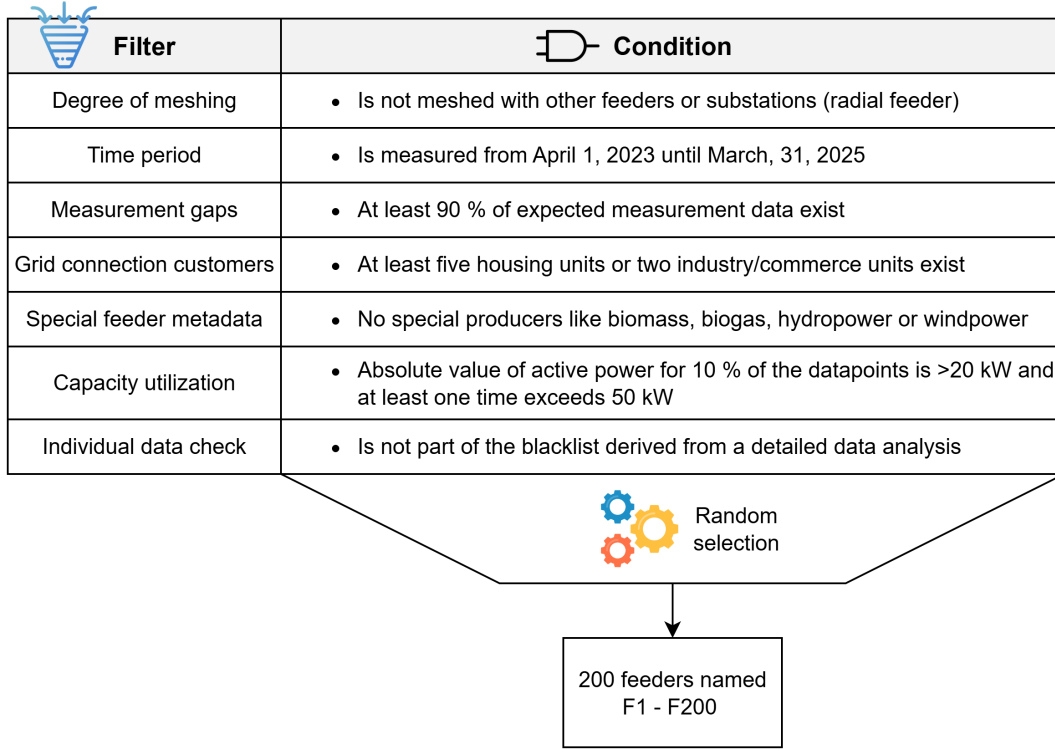 Filter
Condition
Degree of meshing
• Is not meshed with other feeders or substations (radial feeder)
Time period
• Is measured from April 1, 2023 until March, 31, 2025
Measurement gaps
• At least 90 % of expected measurement data exist
Grid connection customers
• At least five housing units or two industry/commerce units exist
Special feeder metadata
• No special producers like biomass, biogas, hydropower or windpower
Capacity utilization
• Absolute value of active power for 10 % of the datapoints is >20 kW and
at least one time exceeds 50 kW
Individual data check
• Is not part of the blacklist derived from a detailed data analysis
Random
selection
200 feeders named
F1 - F200